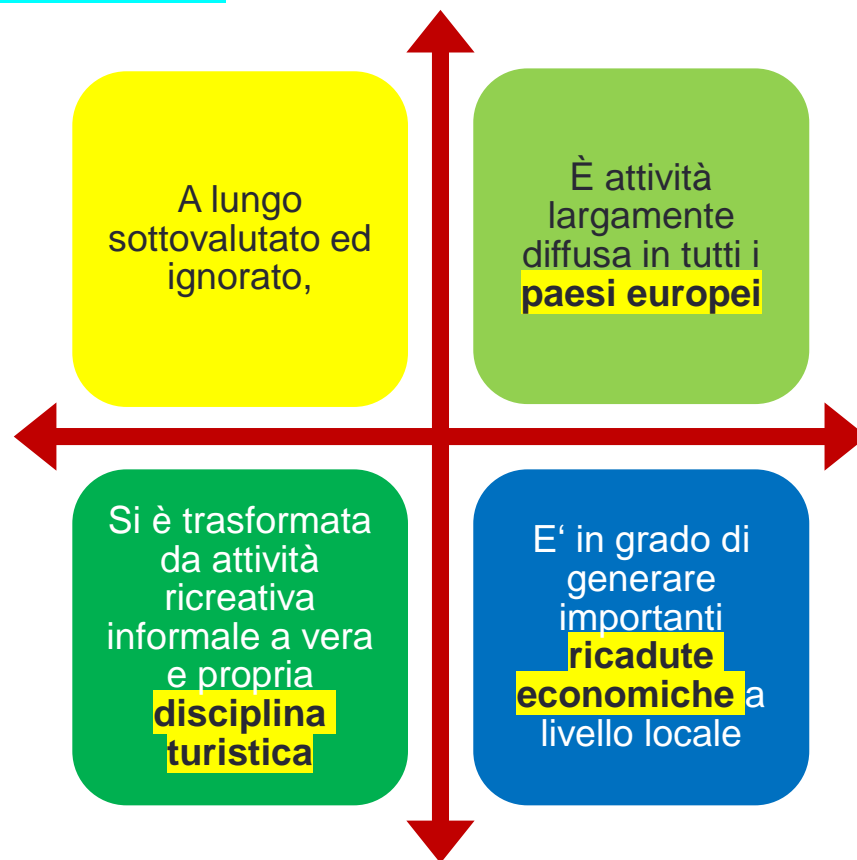 A lungo
sottovalutato ed
ignorato,
È attività
largamente
diffusa in tutti i
paesi europei
Si è trasformata
da attività
ricreativa
informale a vera
e propria
disciplina
turistica
E‘ in grado di
generare
importanti
ricadute
economiche a
livello locale